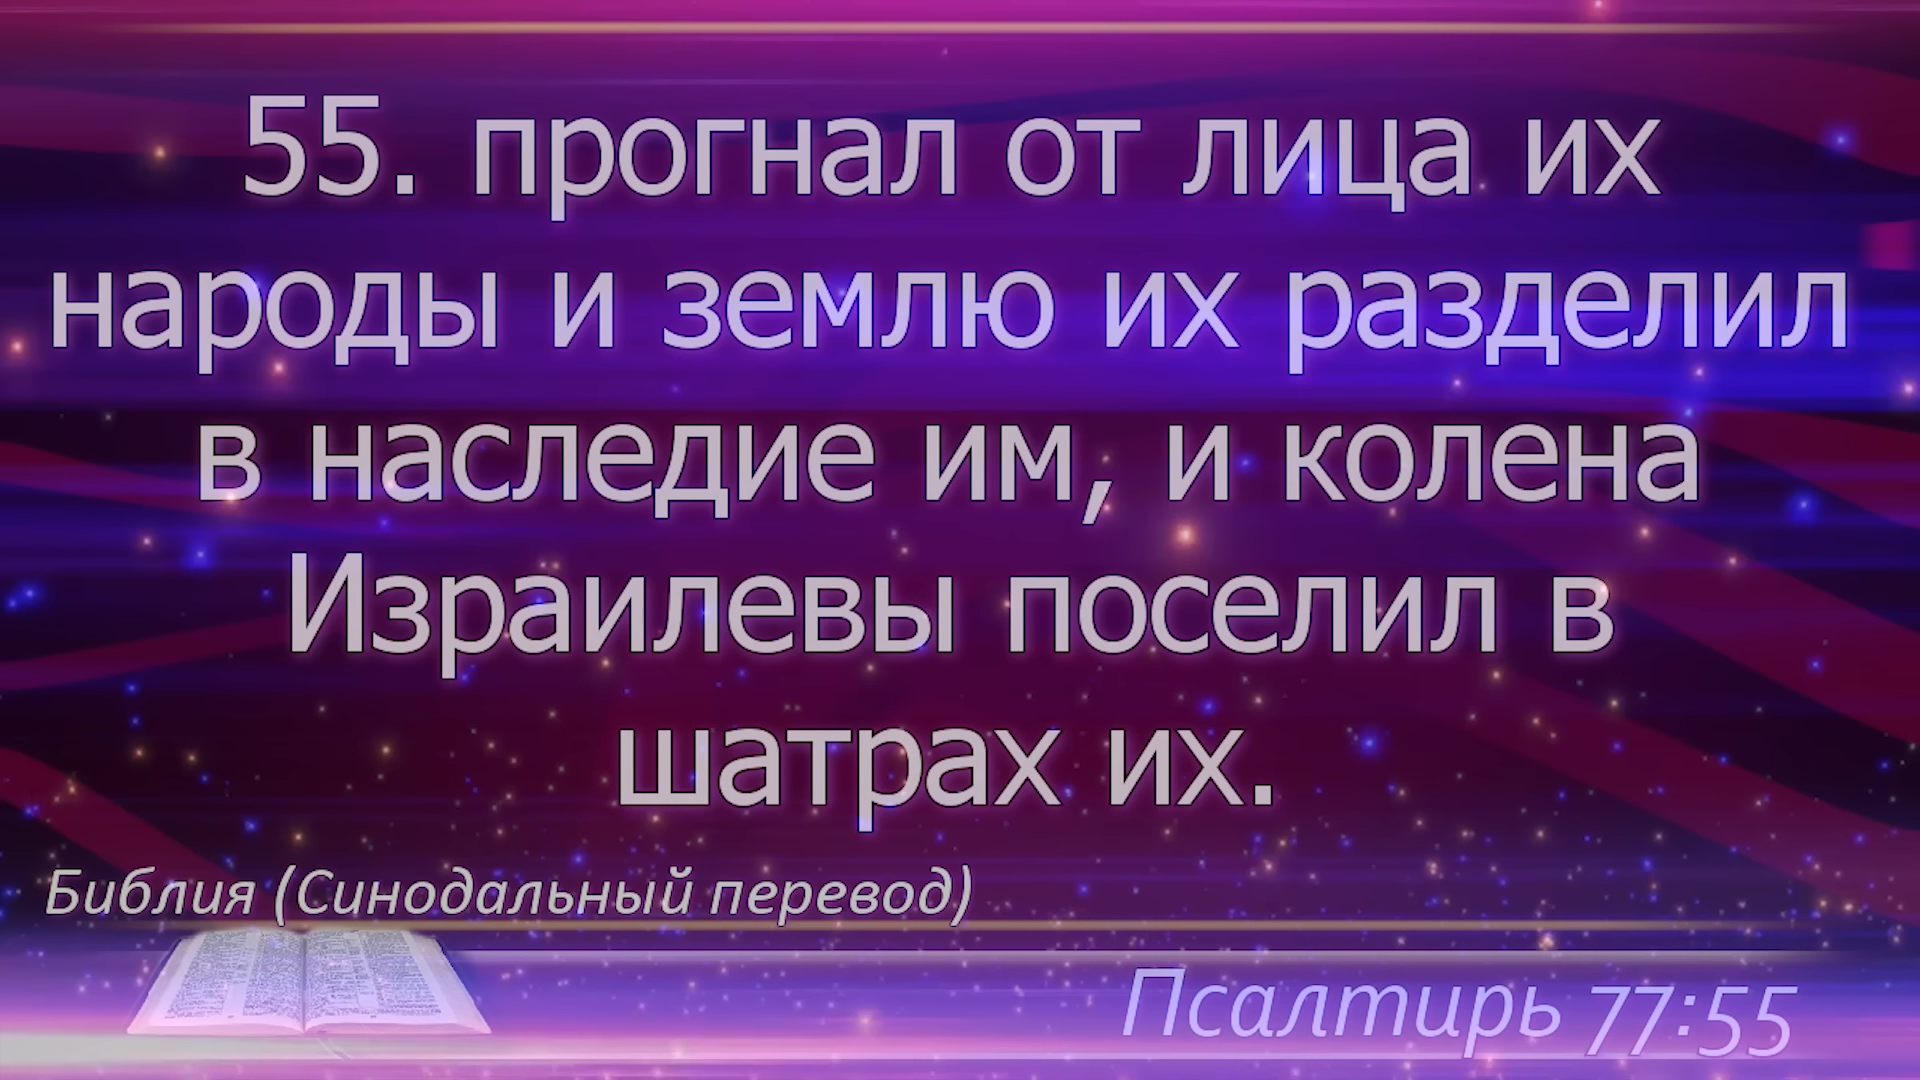 55. прогнал от лица их
народы и землю их разделил
в наследие им, и колена
Израилевы поселил в
шатрах их.
Библия (Синодальный перевод)
Псалтирь 77:55